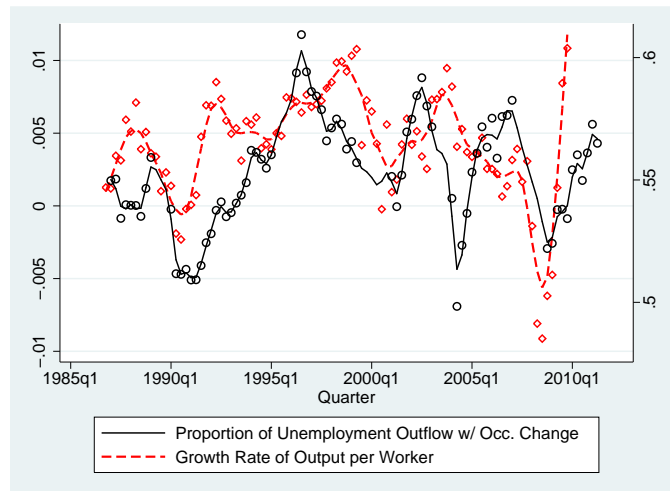 .01
.005
0
-.005
-.01
.6
.55
.5
1985q1 1990q1 1995q1 2000q1 2005q1 2010q1
Quarter
Proportion of Unemployment Outflow w/ Occ. Change
Growth Rate of Output per Worker